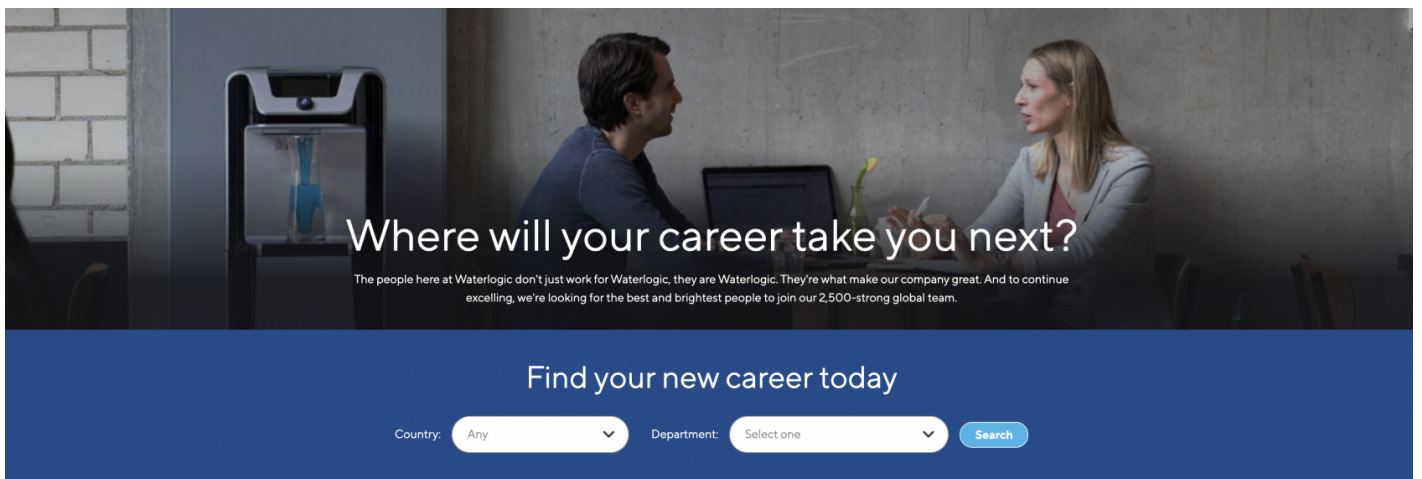 Where will your career take you next?
The people here at Waterlogic don't just work for Waterlogic, they are Waterlogic. They're what make our company great. And to continue
excelling, we're looking for the best and brightest people to join our 2,500-strong global team.
Find your new career today
Country: Any Department: Select one Search